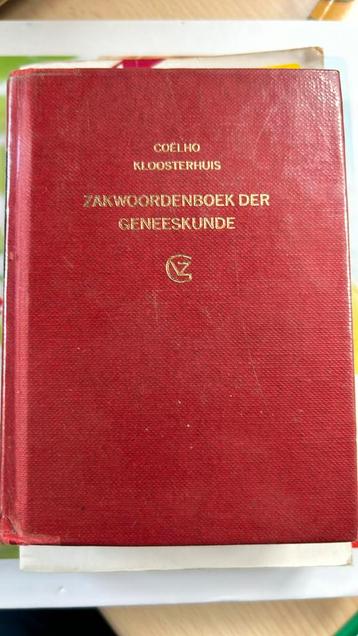 COËLHO
KLOOSTERHUIS
ZAKWOORDENBOEK DER
GENEESKUNDE